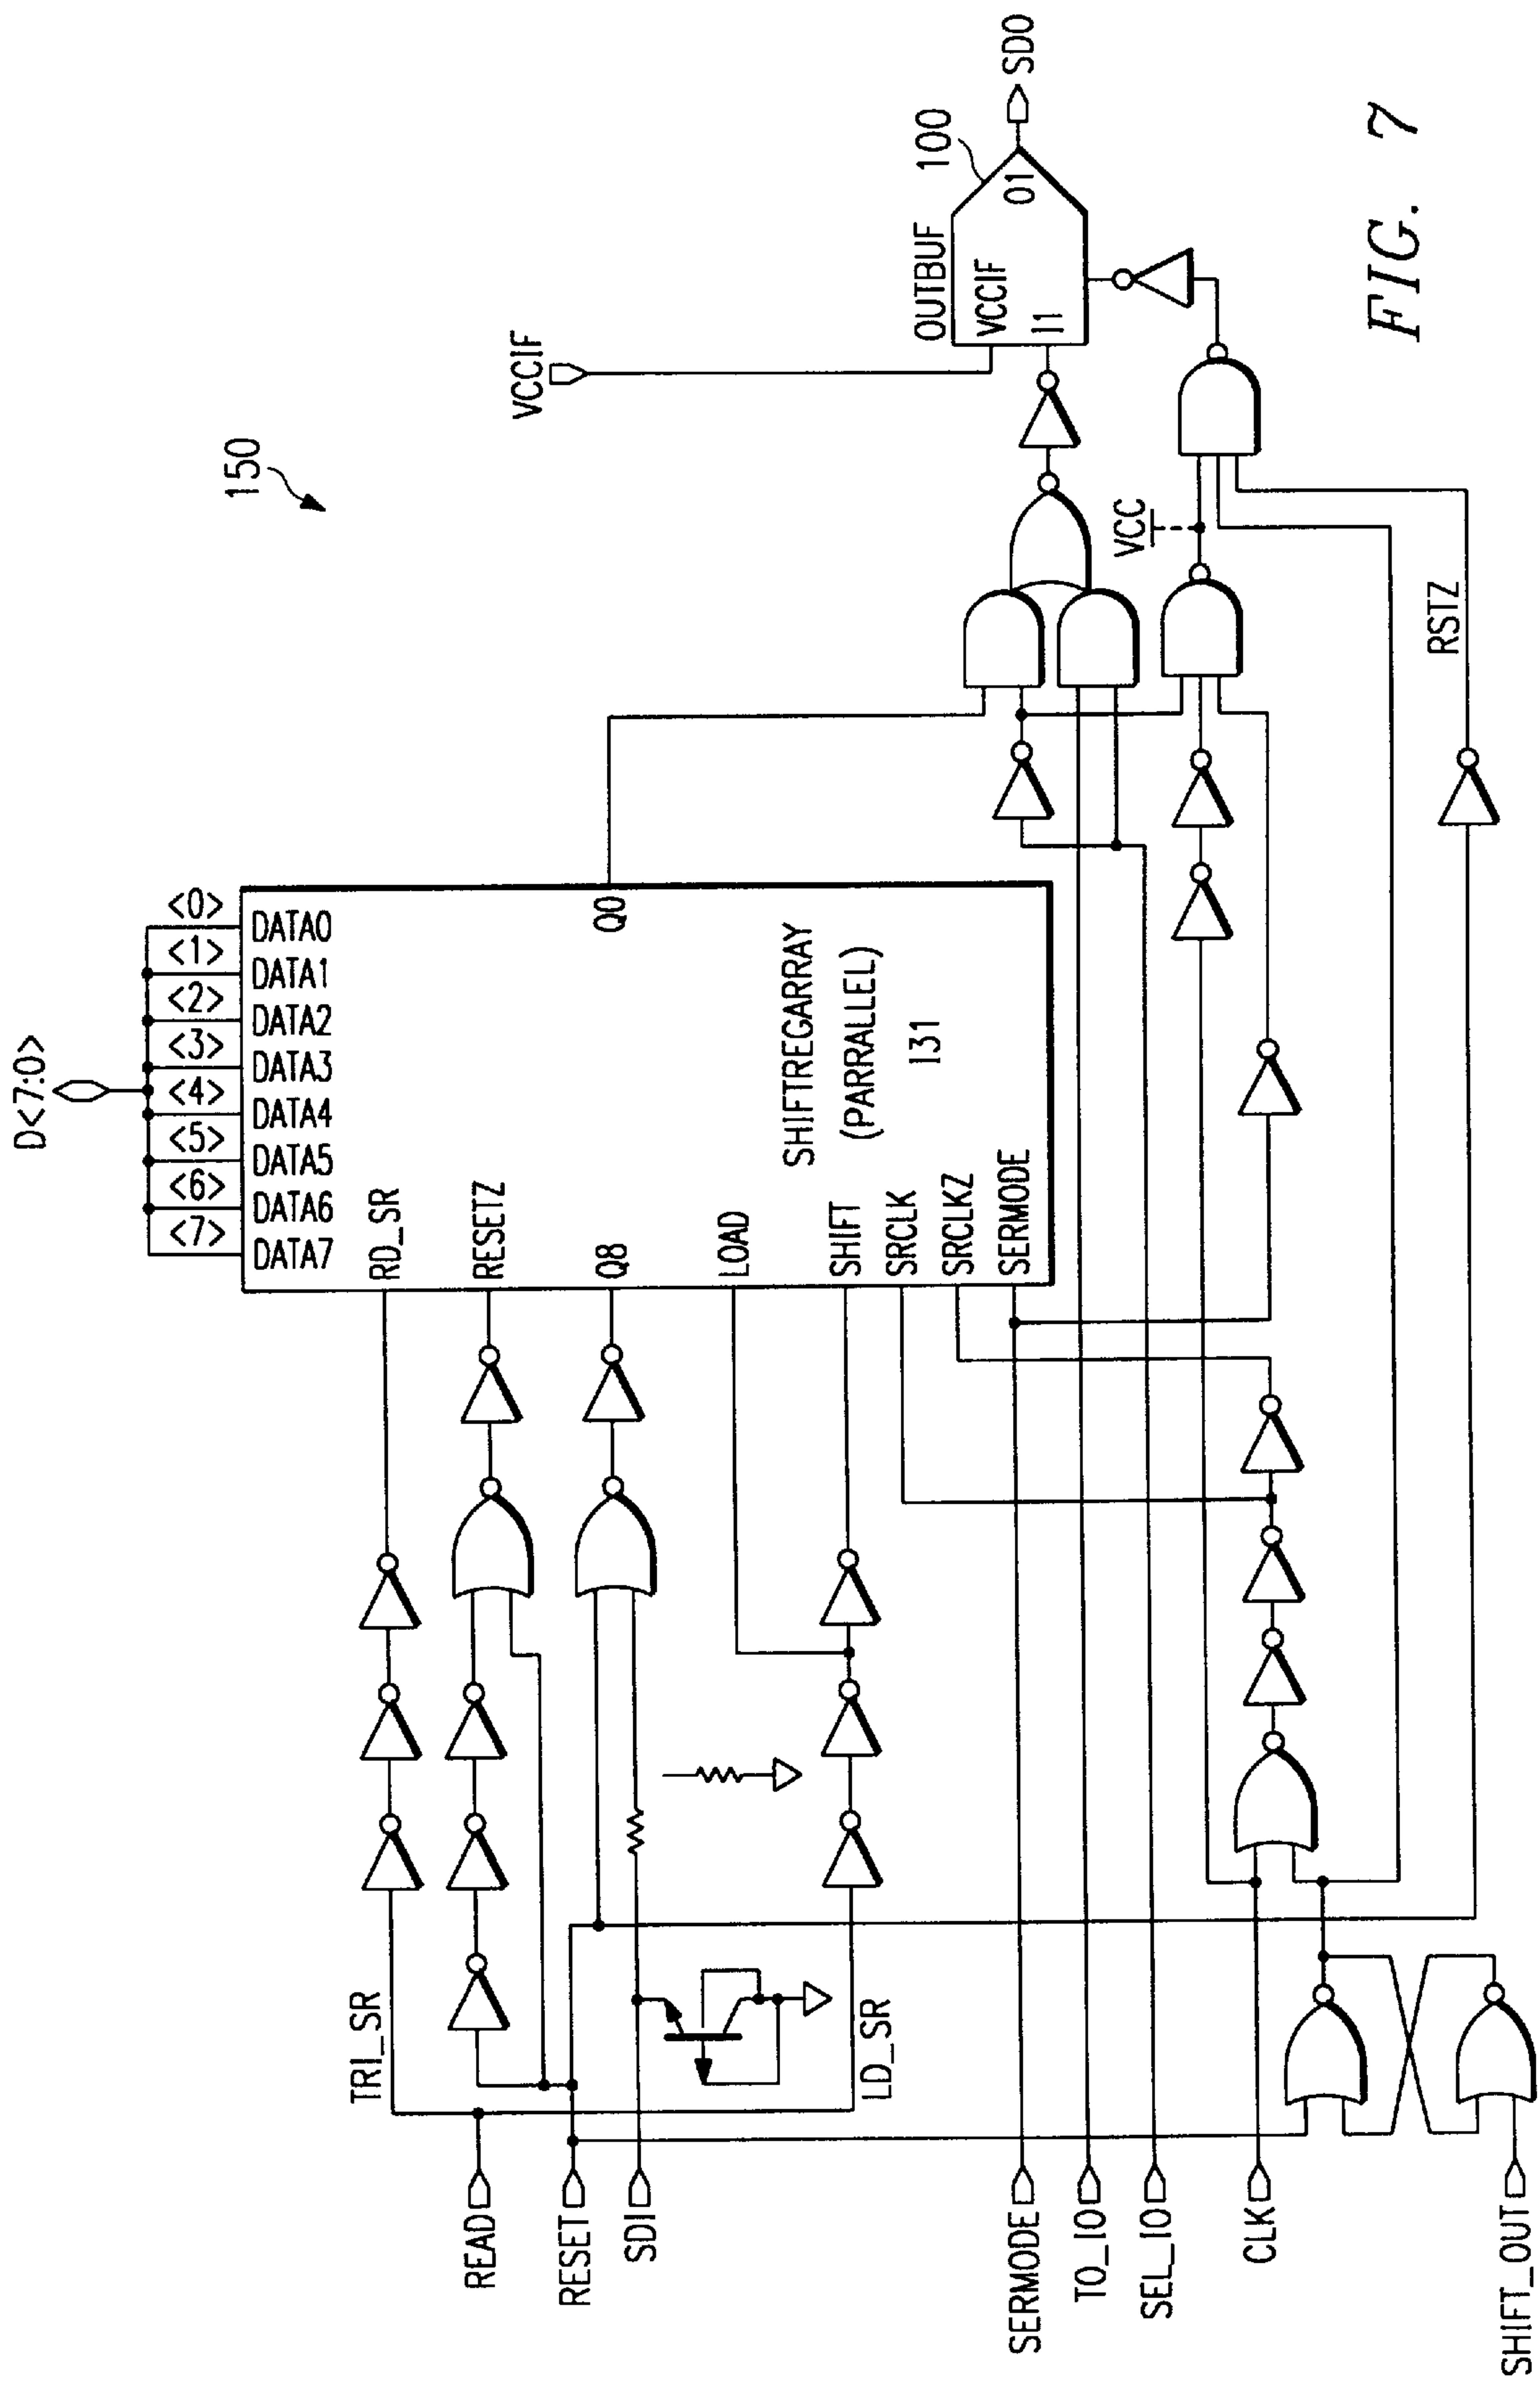 D<7:0>
<7>
<6>
<5>
<4>
<3>
<2>
<1>
<0>
DATA7
DATA6
DATA5
DATA4
DATA3
DATA2
DATA1
DATA0
150
READ
TRI_SR
RD_SR
RESET
RESETZ
SDI
Q8
Q0
VCCIF
LOAD
LD_SR
SHIFT
SHIFTREGARRAY
(PARRALLEL)
I31
SRCLK
SRCLKZ
SERMODE
OUTBUF
100
VCCIF
I1
O1
SDO
SERMODE
TO_IO
SEL_IO
VCC
CLK
RSTZ
SHIFT_OUT
FIG. 7